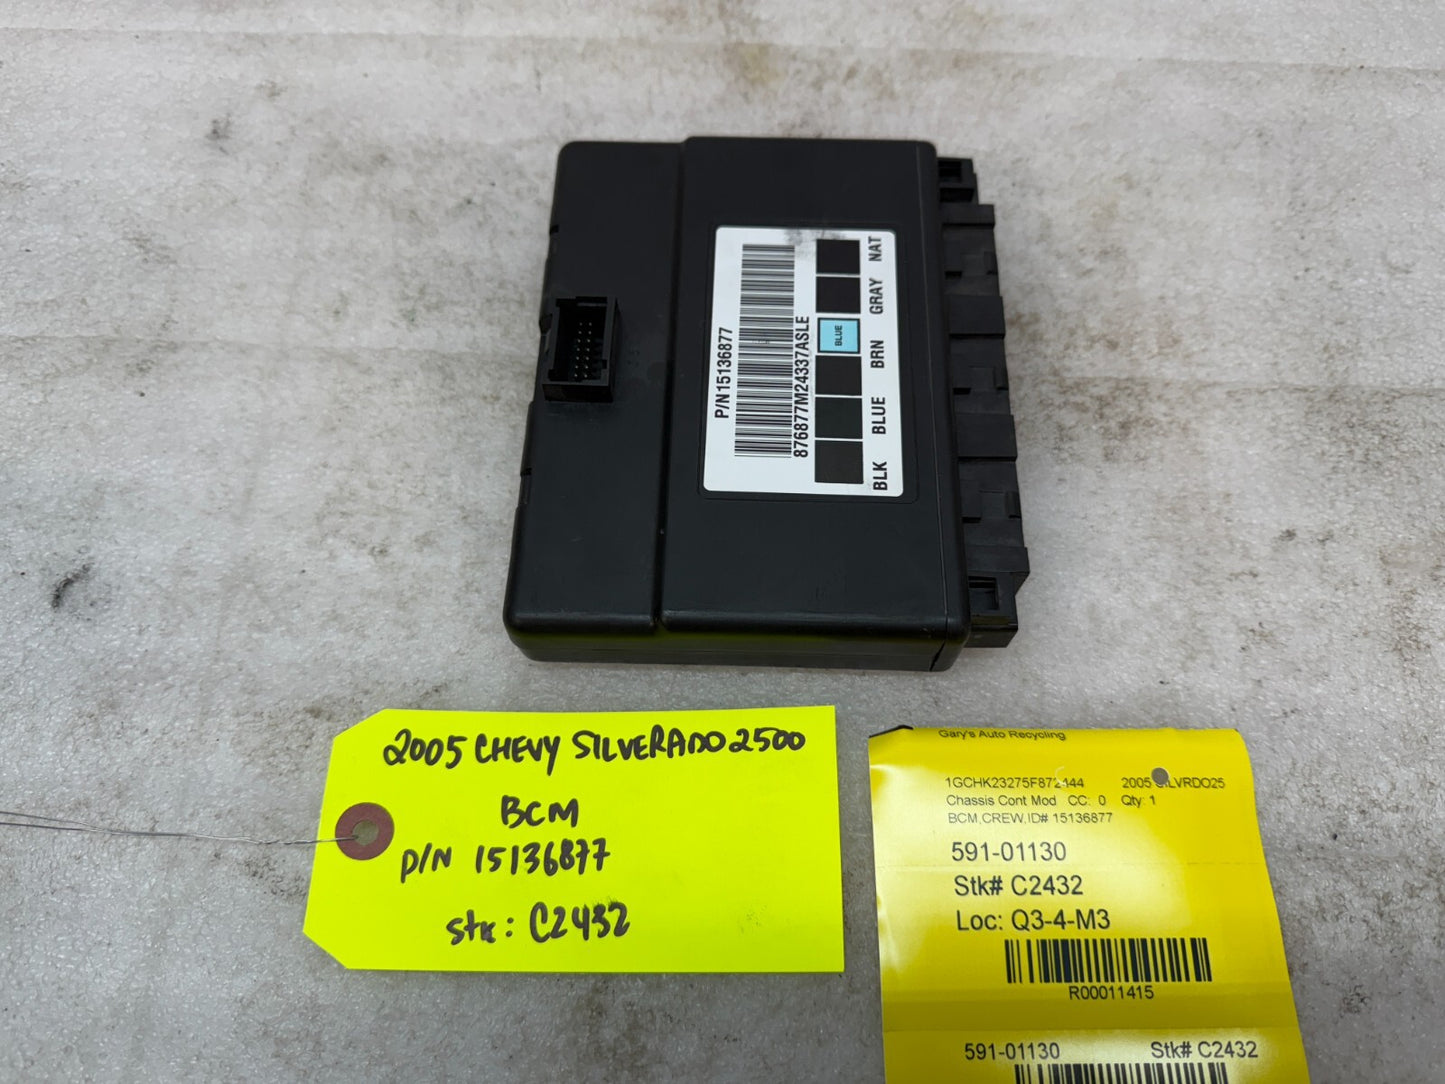 P/N15136877
876877M24337ASLE
BLUE
BLK BLUE BRN GRAY NAT
2005 CHEVY SILVERADO 2500
BCM
P/N 15136877
stk: C2432
Gary's Auto Recycling
1GCHK23275F872444 2005 SILVRDO25
Chassis Cont Mod CC: 0 Qty: 1
BCM,CREW,ID# 15136877
591-01130
Stk# C2432
Loc: Q3-4-M3
R00011415
591-01130 Stk# C2432